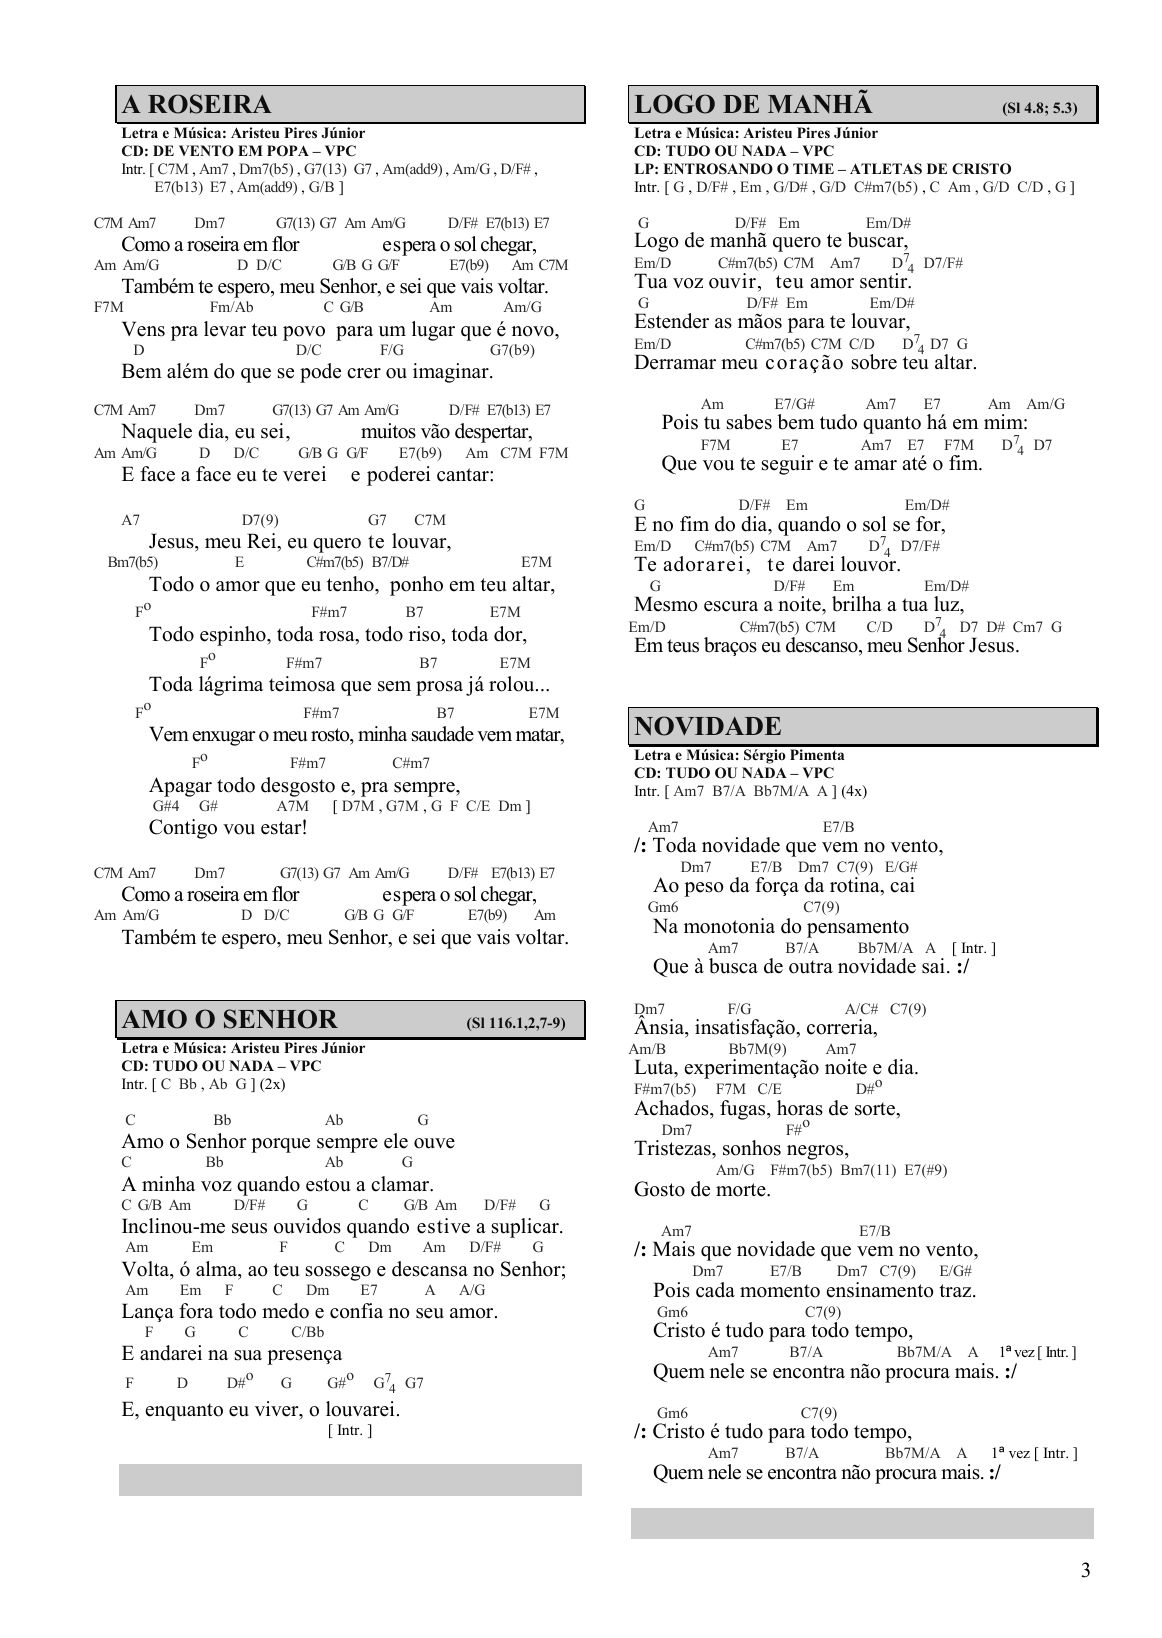 A ROSEIRA
Letra e Música: Aristeu Pires Júnior
CD: DE VENTO EM POPA – VPC
Intr. [ C7M , Am7 , Dm7(b5) , G7(13) G7 , Am(add9) , Am/G , D/F# ,
E7(b13) E7 , Am(add9) , G/B ]
C7M Am7 Dm7 G7(13) G7 Am Am/G D/F# E7(b13) E7
Como a roseira em flor espera o sol chegar,
Am Am/G D D/C G/B G G/F E7(b9) Am C7M
Também te espero, meu Senhor, e sei que vais voltar.
F7M Fm/Ab C G/B Am Am/G
Vens pra levar teu povo para um lugar que é novo,
D D/C F/G G7(b9)
Bem além do que se pode crer ou imaginar.
C7M Am7 Dm7 G7(13) G7 Am Am/G D/F# E7(b13) E7
Naquele dia, eu sei, muitos vão despertar,
Am Am/G D D/C G/B G G/F E7(b9) Am C7M F7M
E face a face eu te verei e poderei cantar:
A7 D7(9) G7 C7M
Jesus, meu Rei, eu quero te louvar,
Bm7(b5) E C#m7(b5) B7/D# E7M
Todo o amor que eu tenho, ponho em teu altar,
Fº F#m7 B7 E7M
Todo espinho, toda rosa, todo riso, toda dor,
Fº F#m7 B7 E7M
Toda lágrima teimosa que sem prosa já rolou...
Fº F#m7 B7 E7M
Vem enxugar o meu rosto, minha saudade vem matar,
Fº F#m7 C#m7
Apagar todo desgosto e, pra sempre,
G#4 G# A7M [ D7M , G7M , G F C/E Dm ]
Contigo vou estar!
C7M Am7 Dm7 G7(13) G7 Am Am/G D/F# E7(b13) E7
Como a roseira em flor espera o sol chegar,
Am Am/G D D/C G/B G G/F E7(b9) Am
Também te espero, meu Senhor, e sei que vais voltar.
AMO O SENHOR (Sl 116.1,2,7-9)
Letra e Música: Aristeu Pires Júnior
CD: TUDO OU NADA – VPC
Intr. [ C Bb , Ab G ] (2x)
C Bb Ab G
Amo o Senhor porque sempre ele ouve
C Bb Ab G
A minha voz quando estou a clamar.
C G/B Am D/F# G C G/B Am D/F# G
Inclinou-me seus ouvidos quando estive a suplicar.
Am Em F C Dm Am D/F# G
Volta, ó alma, ao teu sossego e descansa no Senhor;
Am Em F C Dm E7 A A/G
Lança fora todo medo e confia no seu amor.
F G C C/Bb
E andarei na sua presença
F D D#º G G#º G7 4 G7
E, enquanto eu viver, o louvarei.
[ Intr. ]
LOGO DE MANHÃ (Sl 4.8; 5.3)
Letra e Música: Aristeu Pires Júnior
CD: TUDO OU NADA – VPC
LP: ENTROSANDO O TIME – ATLETAS DE CRISTO
Intr. [ G , D/F# , Em , G/D# , G/D C#m7(b5) , C Am , G/D C/D , G ]
G D/F# Em Em/D#
Logo de manhã quero te buscar,
Em/D C#m7(b5) C7M Am7 D7 4 D7/F#
Tua voz ouvir, teu amor sentir.
G D/F# Em Em/D#
Estender as mãos para te louvar,
Em/D C#m7(b5) C7M C/D D7 4 D7 G
Derramar meu coração sobre teu altar.
Am E7/G# Am7 E7 Am Am/G
Pois tu sabes bem tudo quanto há em mim:
F7M E7 Am7 E7 F7M D7 4 D7
Que vou te seguir e te amar até o fim.
G D/F# Em Em/D#
E no fim do dia, quando o sol se for,
Em/D C#m7(b5) C7M Am7 D7 4 D7/F#
Te adorarei, te darei louvor.
G D/F# Em Em/D#
Mesmo escura a noite, brilha a tua luz,
Em/D C#m7(b5) C7M C/D D7 4 D7 D# Cm7 G
Em teus braços eu descanso, meu Senhor Jesus.
NOVIDADE
Letra e Música: Sérgio Pimenta
CD: TUDO OU NADA – VPC
Intr. [ Am7 B7/A Bb7M/A A ] (4x)
Am7 E7/B
/: Toda novidade que vem no vento,
Dm7 E7/B Dm7 C7(9) E/G#
Ao peso da força da rotina, cai
Gm6 C7(9)
Na monotonia do pensamento
Am7 B7/A Bb7M/A A [ Intr. ]
Que à busca de outra novidade sai. :/
Dm7 F/G A/C# C7(9)
Ânsia, insatisfação, correria,
Am/B Bb7M(9) Am7
Luta, experimentação noite e dia.
F#m7(b5) F7M C/E D#º
Achados, fugas, horas de sorte,
Dm7 F#º
Tristezas, sonhos negros,
Am/G F#m7(b5) Bm7(11) E7(#9)
Gosto de morte.
Am7 E7/B
/: Mais que novidade que vem no vento,
Dm7 E7/B Dm7 C7(9) E/G#
Pois cada momento ensinamento traz.
Gm6 C7(9)
Cristo é tudo para todo tempo,
Am7 B7/A Bb7M/A A 1ª vez [ Intr. ]
Quem nele se encontra não procura mais. :/
Gm6 C7(9)
/: Cristo é tudo para todo tempo,
Am7 B7/A Bb7M/A A 1ª vez [ Intr. ]
Quem nele se encontra não procura mais. :/
3